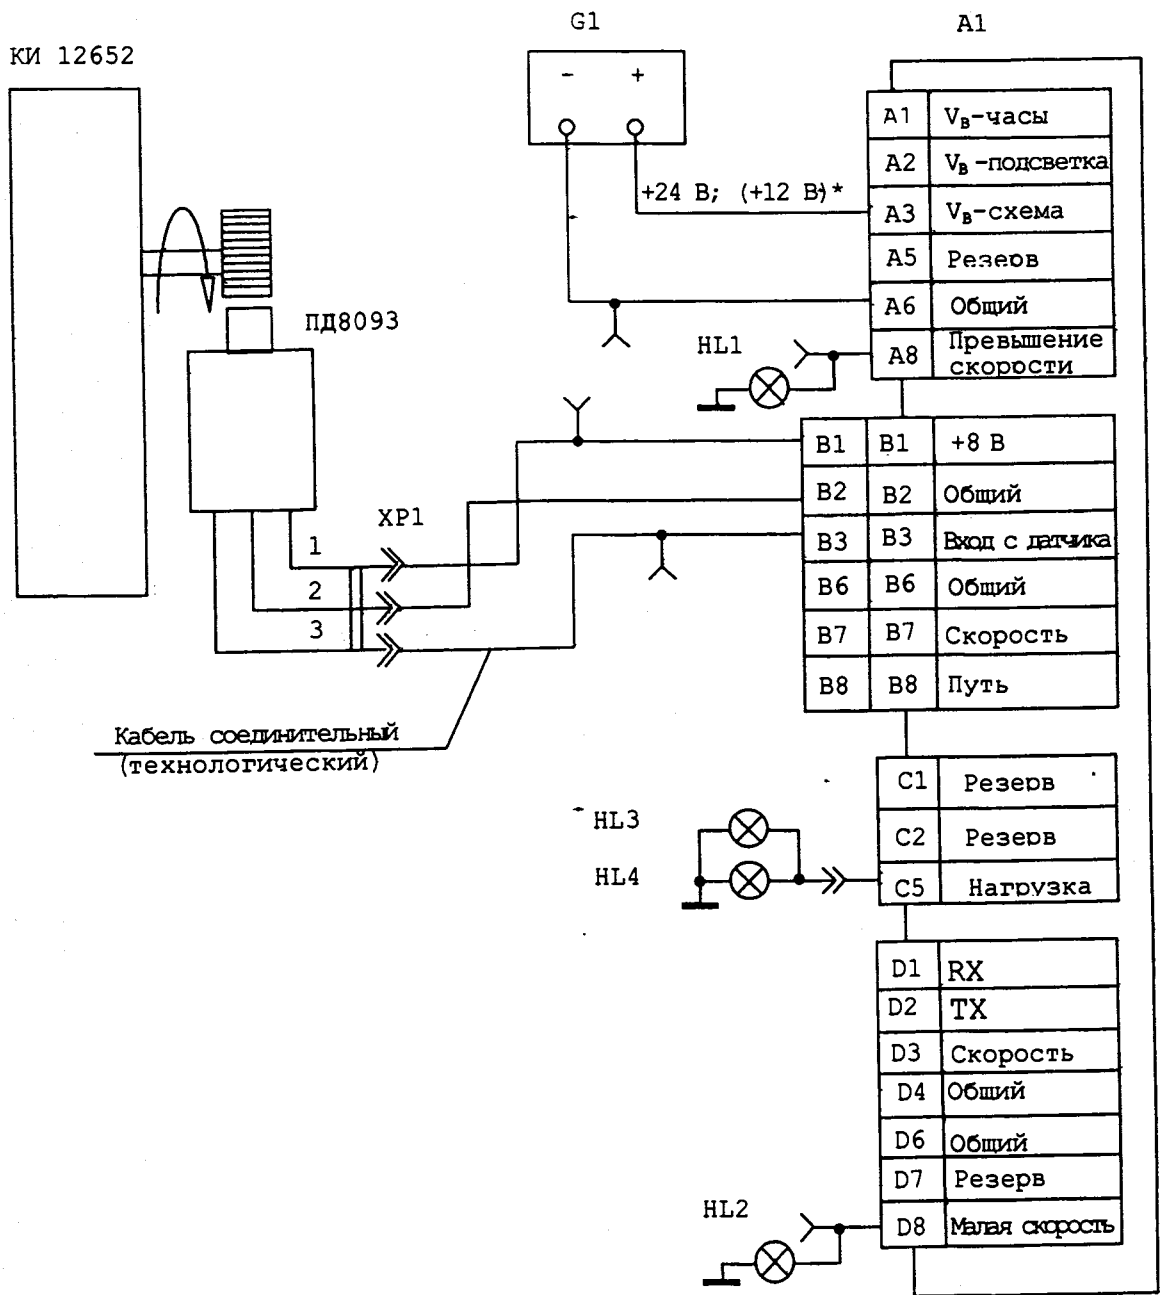 G1
A1
КИ 12652
- +
+24 В; (+12 В)*
A1 VВ-часы
A2 VВ-подсветка
A3 VВ-схема
A5 Резерв
A6 Общий
A8 Превышение
скорости
ПД8093
HL1
B1 B1 +8 В
B2 B2 Общий
B3 B3 Вход с датчика
B6 B6 Общий
B7 B7 Скорость
B8 B8 Путь
XP1
1
2
3
Кабель соединительный
(технологический)
C1 Резерв
C2 Резерв
C5 Нагрузка
HL3
HL4
D1 RX
D2 TX
D3 Скорость
D4 Общий
D6 Общий
D7 Резерв
D8 Малая скорость
HL2